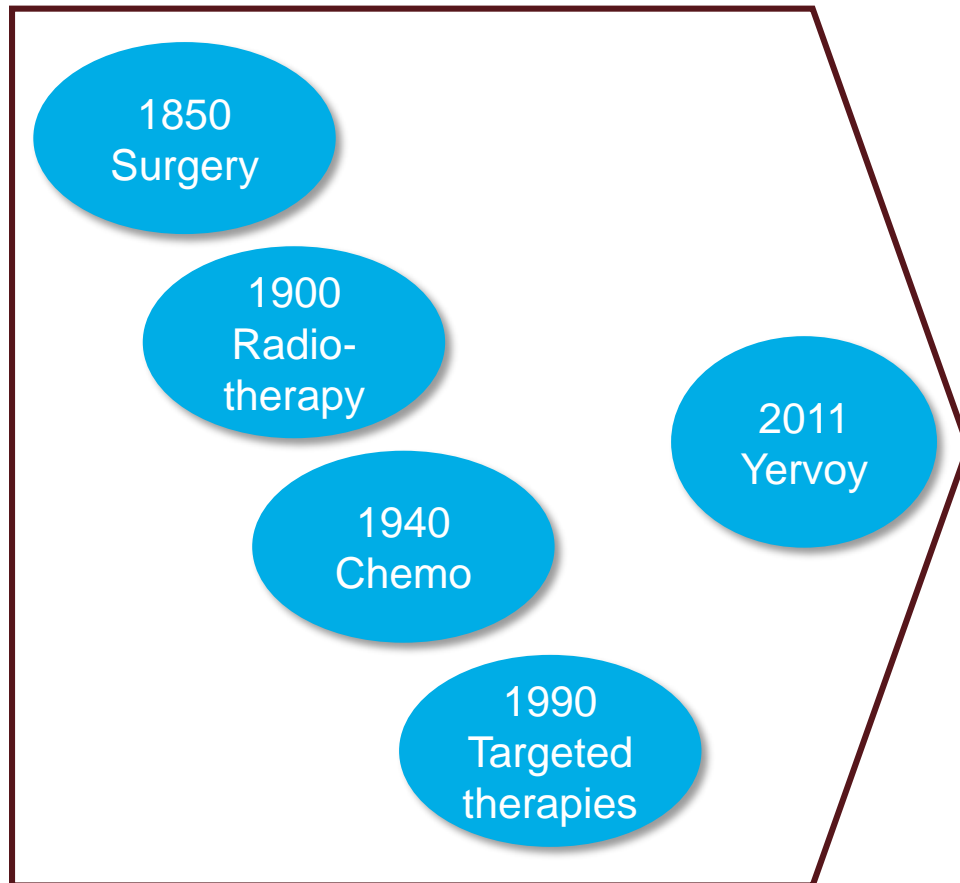 1850
Surgery
1900
Radio-
therapy
1940
Chemo
1990
Targeted
therapies
2011
Yervoy